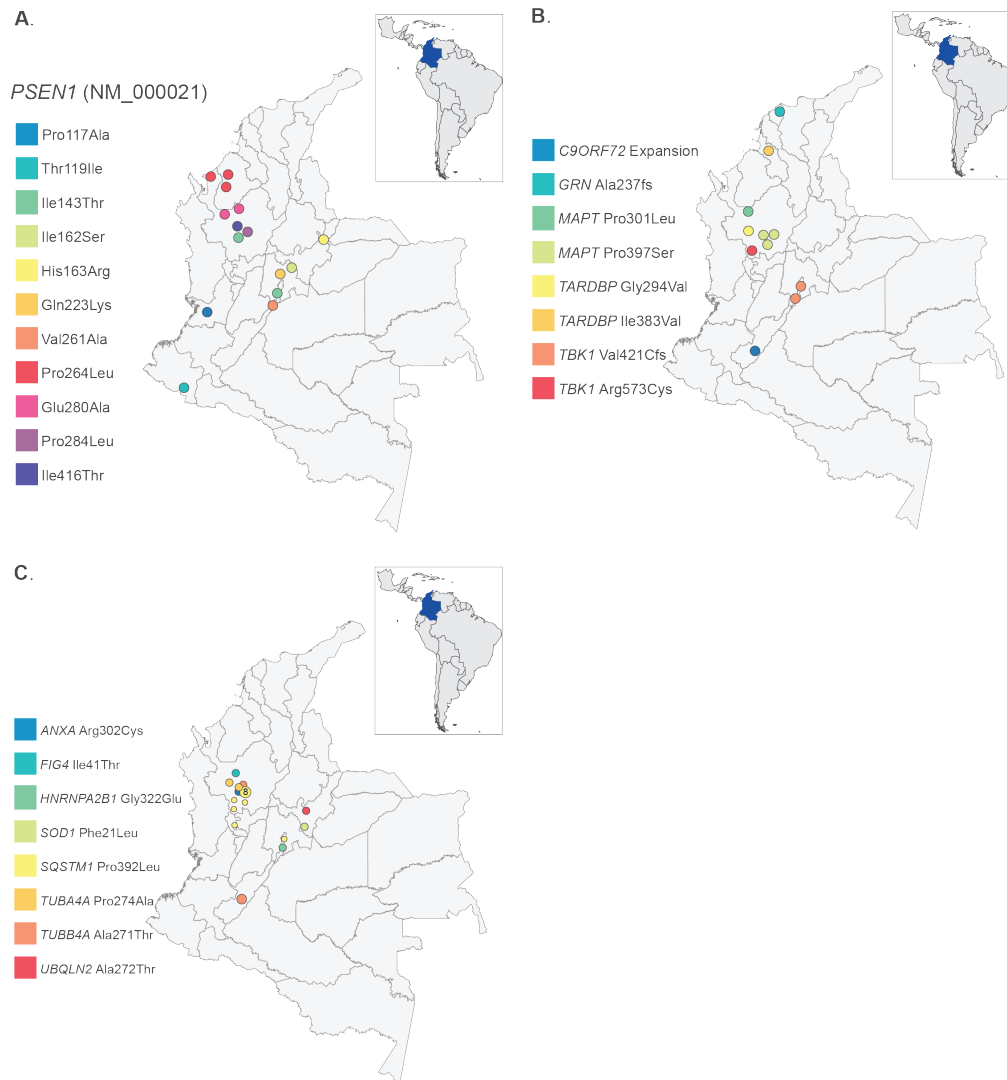 A.
PSEN1 (NM_000021)
Pro117Ala
Thr119Ile
Ile143Thr
Ile162Ser
His163Arg
Gln223Lys
Val261Ala
Pro264Leu
Glu280Ala
Pro284Leu
Ile416Thr
B.
C9ORF72 Expansion
GRN Ala237fs
MAPT Pro301Leu
MAPT Pro397Ser
TARDBP Gly294Val
TARDBP Ile383Val
TBK1 Val421Cfs
TBK1 Arg573Cys
C.
ANXA Arg302Cys
FIG4 Ile41Thr
HNRNPA2B1 Gly322Glu
SOD1 Phe21Leu
SQSTM1 Pro392Leu
TUBA4A Pro274Ala
TUBB4A Ala271Thr
UBQLN2 Ala272Thr
8